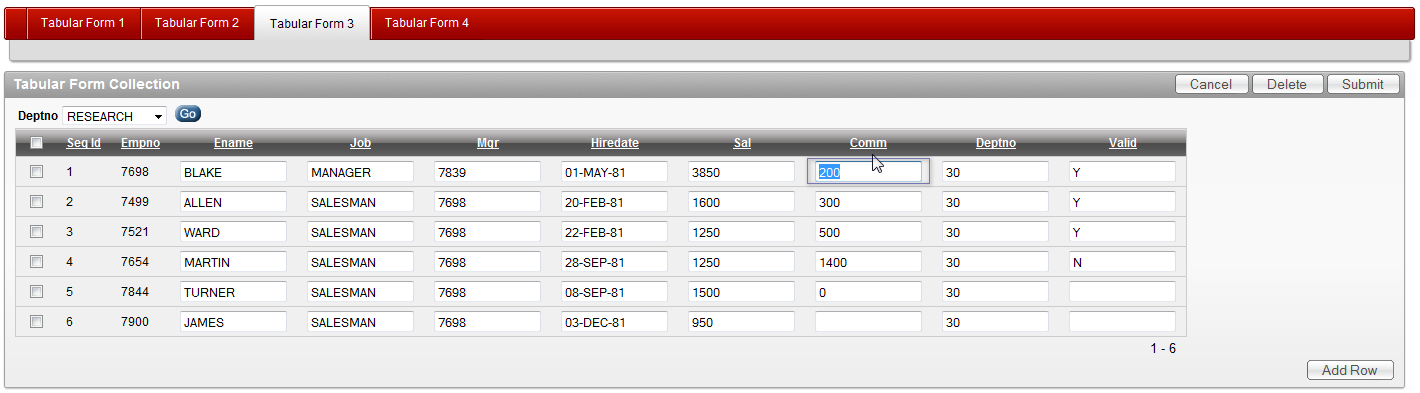 Tabular Form 1 Tabular Form 2 Tabular Form 3 Tabular Form 4
Tabular Form Collection Cancel Delete Submit
Deptno RESEARCH Go
Seq Id Empno Ename Job Mgr Hiredate Sal Comm Deptno Valid
1 7698 BLAKE MANAGER 7839 01-MAY-81 3850 200 30 Y
2 7499 ALLEN SALESMAN 7698 20-FEB-81 1600 300 30 Y
3 7521 WARD SALESMAN 7698 22-FEB-81 1250 500 30 Y
4 7654 MARTIN SALESMAN 7698 28-SEP-81 1250 1400 30 N
5 7844 TURNER SALESMAN 7698 08-SEP-81 1500 0 30
6 7900 JAMES SALESMAN 7698 03-DEC-81 950 30
1 - 6
Add Row